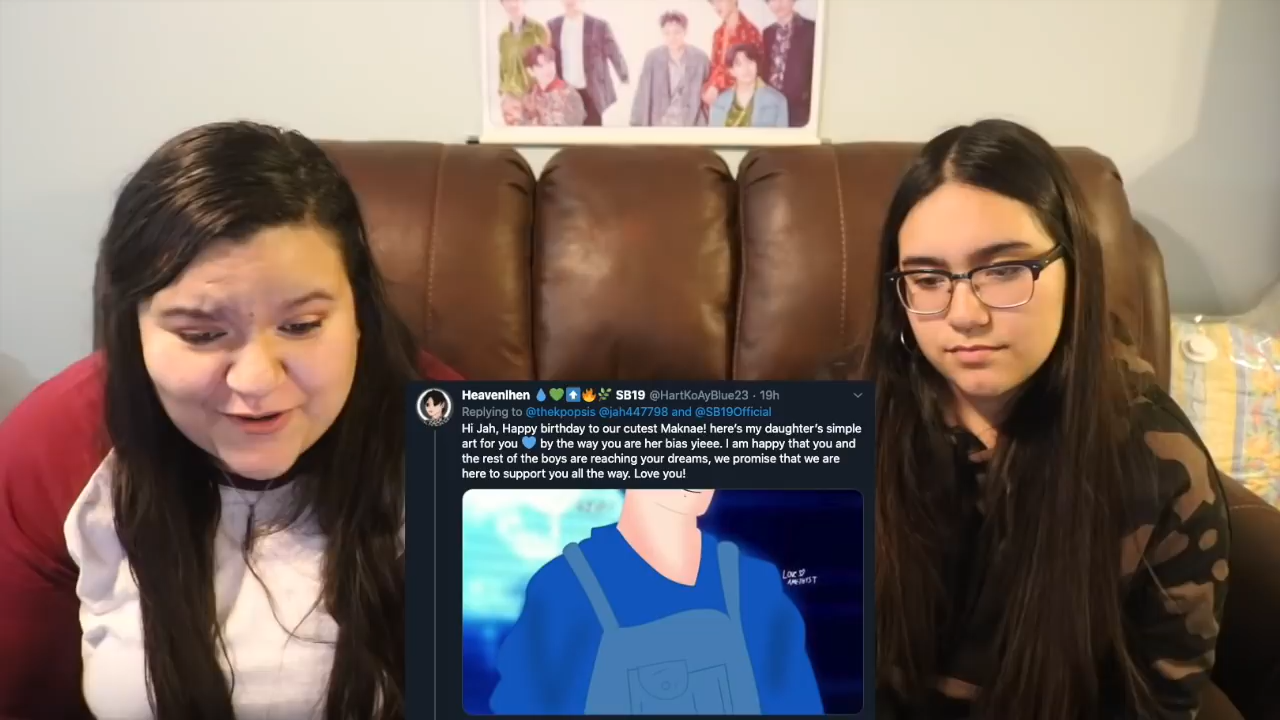 HeavenIhen 💧💚⬆️🔥🌿 SB19 @HartKoAyBlue23 · 19h
Replying to @thekpopsis @jah447798 and @SB19Official
Hi Jah, Happy birthday to our cutest Maknae! here's my daughter's simple
art for you 💙 by the way you are her bias yieee. I am happy that you and
the rest of the boys are reaching your dreams, we promise that we are
here to support you all the way. Love you!
LOVE
AMETHYST